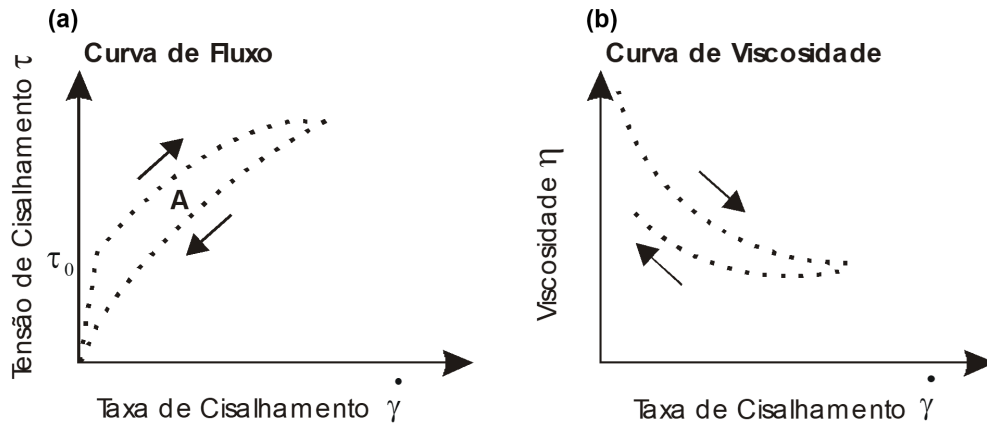 (a)
Curva de Fluxo
Tensão de Cisalhamento τ
τ0
A
Taxa de Cisalhamento γ̇
(b)
Curva de Viscosidade
Viscosidade η
Taxa de Cisalhamento γ̇